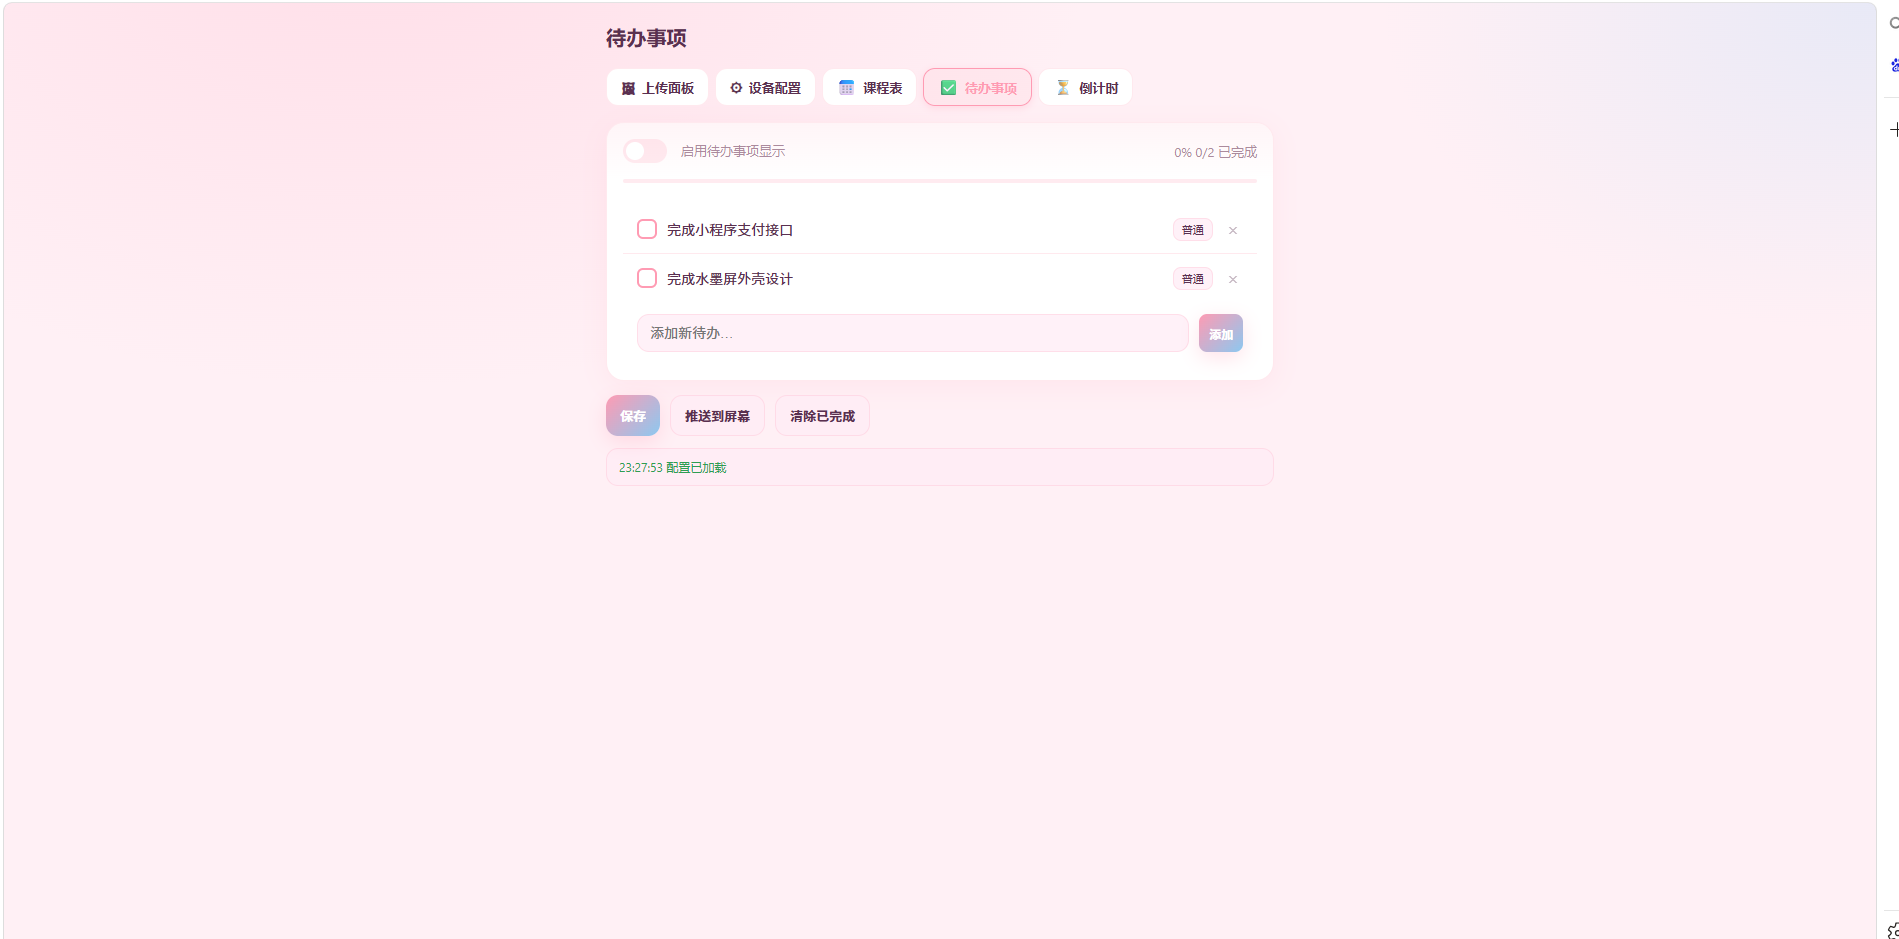 待办事项
上传面板 设备配置 课程表 待办事项 倒计时
启用待办事项显示 0% 0/2 已完成
完成小程序支付接口 普通 ×
完成水墨屏外壳设计 普通 ×
添加新待办... 添加
保存 推送到屏幕 清除已完成
23:27:53 配置已加载